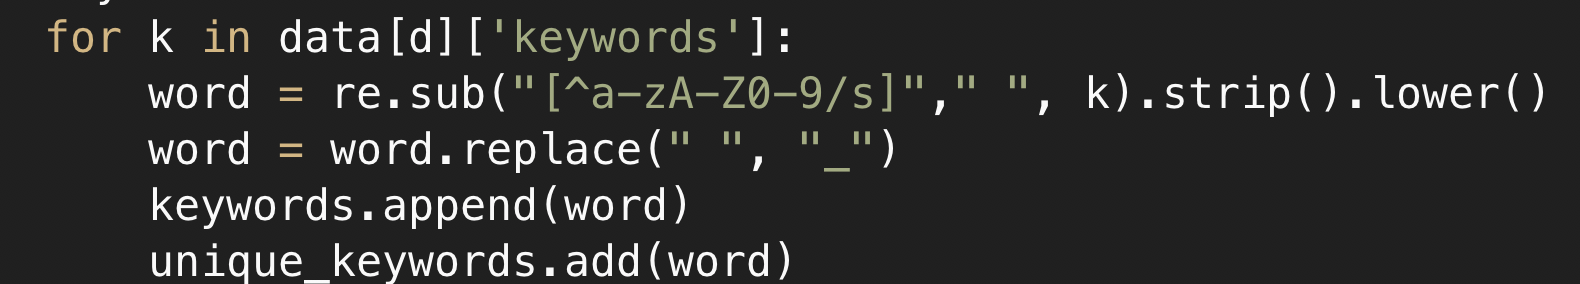 for k in data[d]['keywords']:
    word = re.sub("[^a-zA-Z0-9/s]"," ", k).strip().lower()
    word = word.replace(" ", "_")
    keywords.append(word)
    unique_keywords.add(word)